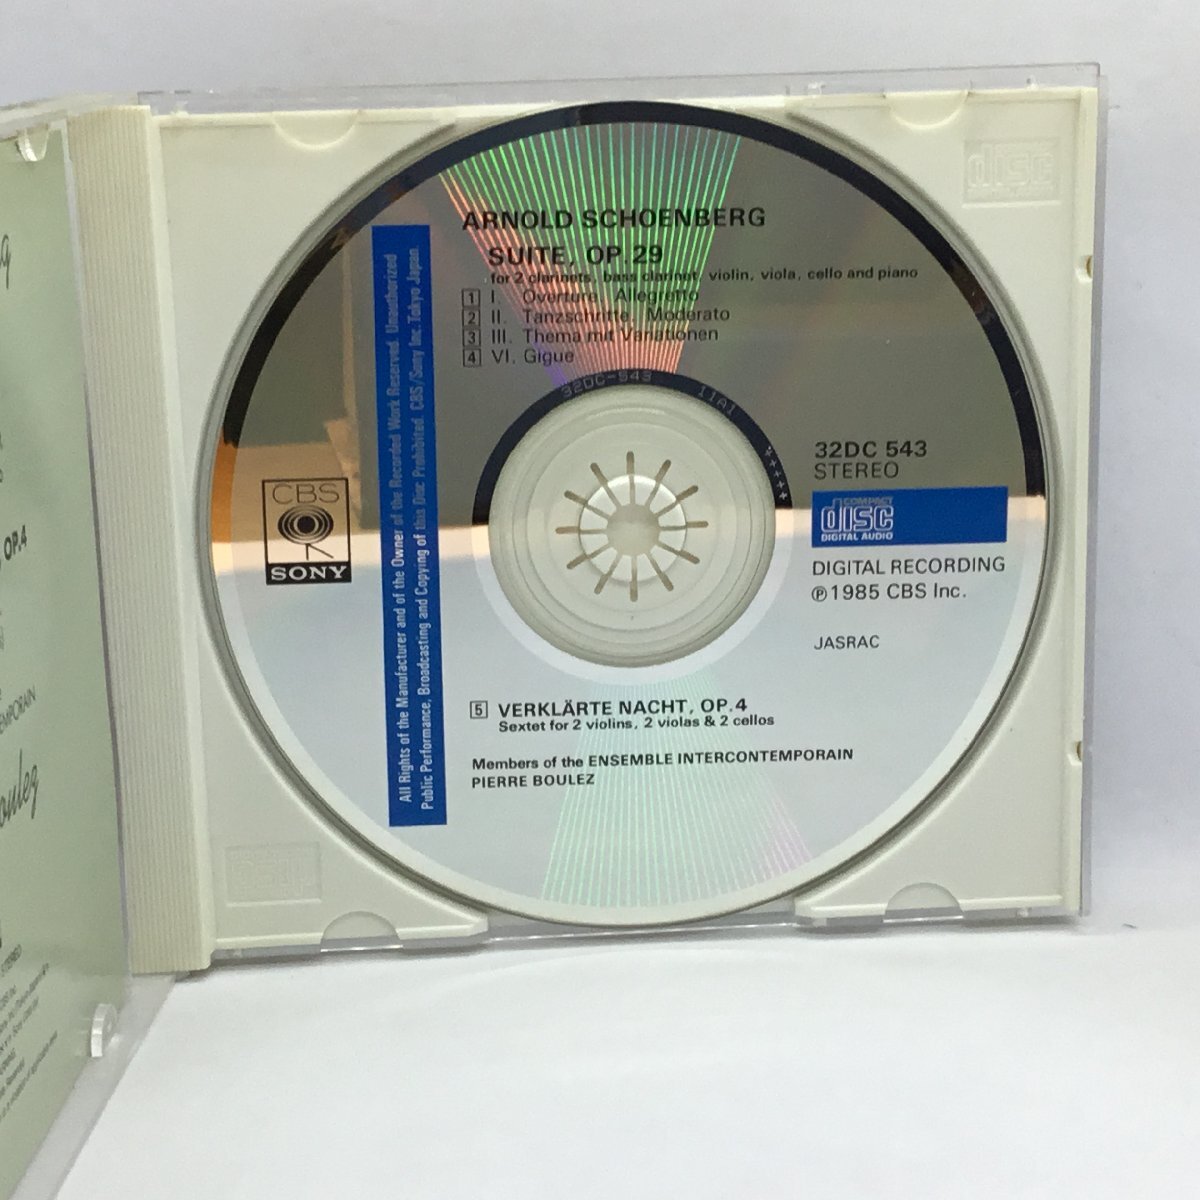 ARNOLD SCHOENBERG
SUITE, OP.29
for 2 clarinets, bass clarinet, violin, viola, cello and piano
1 I. Overture, Allegretto
2 II. Tanzschritte, Moderato
3 III. Thema mit Variationen
4 VI. Gigue
32DC-543 11A1 +++++
32DC 543
STEREO
COMPACT
disc
DIGITAL AUDIO
DIGITAL RECORDING
℗1985 CBS Inc.
JASRAC
CBS
SONY
All Rights of the Manufacturer and of the Owner of the Recorded Work Reserved. Unauthorized
Public Performance, Broadcasting and Copying of this Disc Prohibited. CBS/Sony Inc. Tokyo Japan.
5 VERKLÄRTE NACHT, OP.4
Sextet for 2 violins, 2 violas & 2 cellos
Members of the ENSEMBLE INTERCONTEMPORAIN
PIERRE BOULEZ
disc
OP.4
STEREO